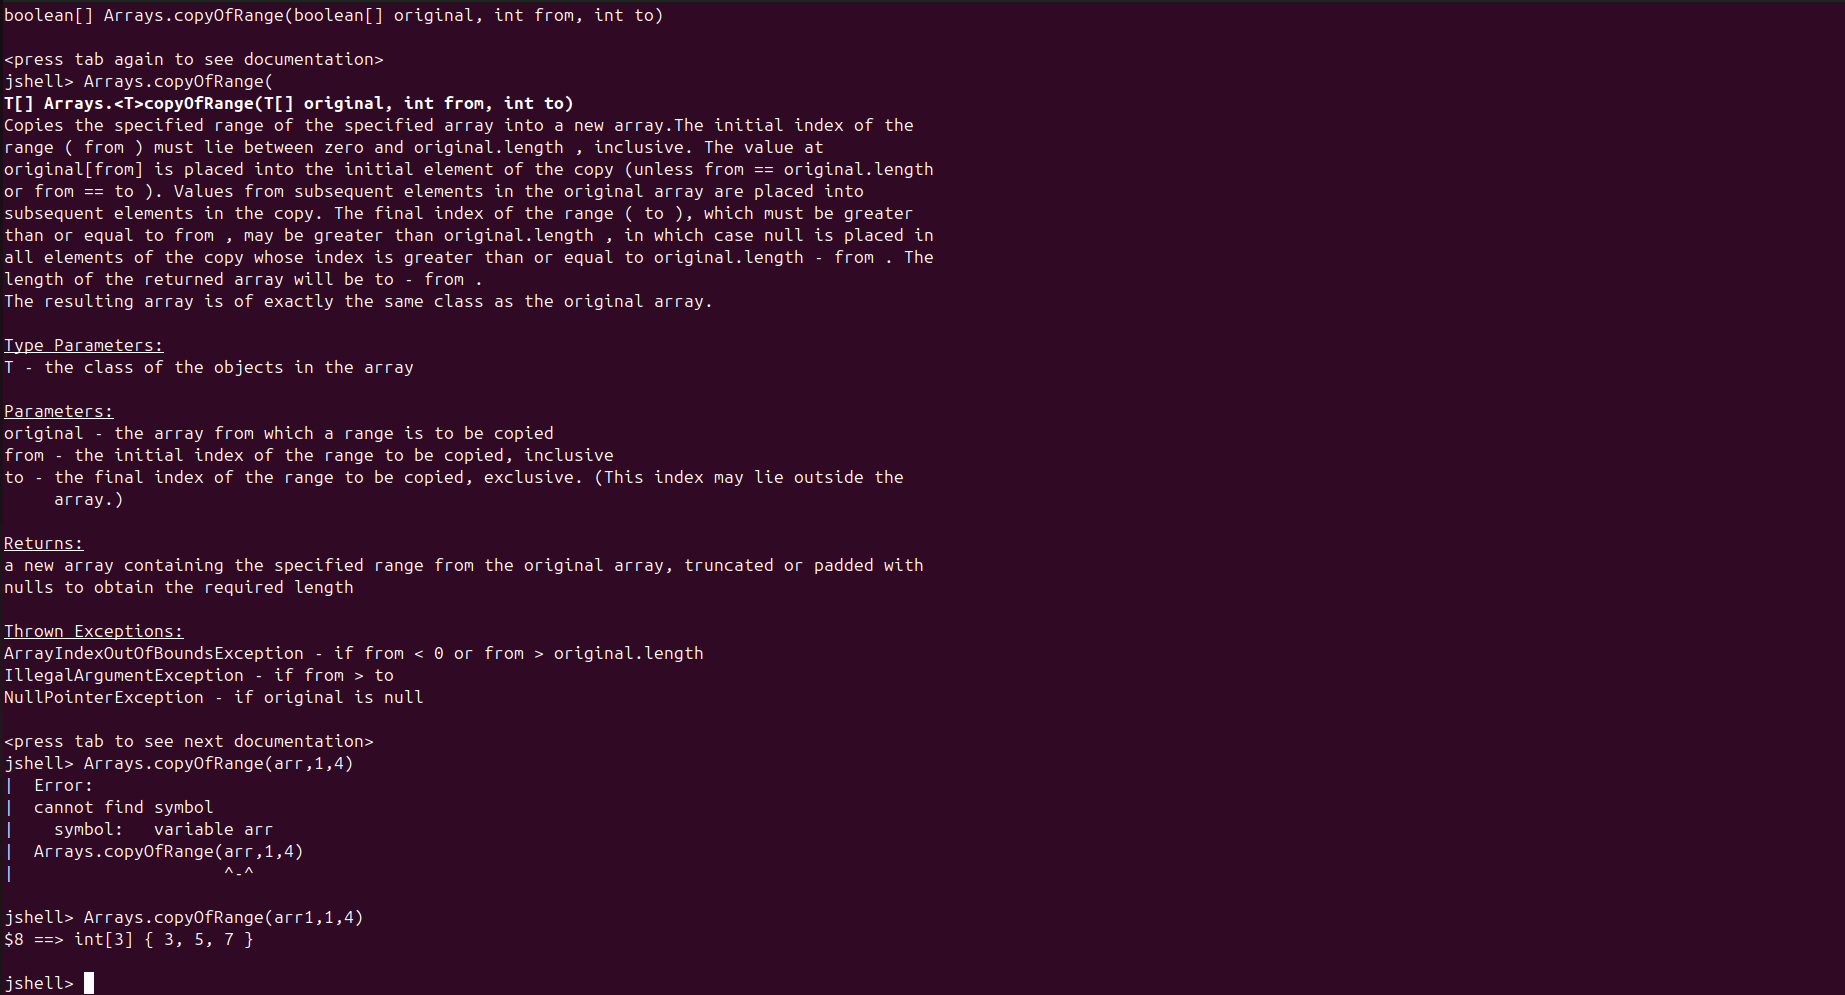 boolean[] Arrays.copyOfRange(boolean[] original, int from, int to)

<press tab again to see documentation>
jshell> Arrays.copyOfRange(
T[] Arrays.<T>copyOfRange(T[] original, int from, int to)
Copies the specified range of the specified array into a new array.The initial index of the
range ( from ) must lie between zero and original.length , inclusive. The value at
original[from] is placed into the initial element of the copy (unless from == original.length
or from == to ). Values from subsequent elements in the original array are placed into
subsequent elements in the copy. The final index of the range ( to ), which must be greater
than or equal to from , may be greater than original.length , in which case null is placed in
all elements of the copy whose index is greater than or equal to original.length - from . The
length of the returned array will be to - from .
The resulting array is of exactly the same class as the original array.

Type Parameters:
T - the class of the objects in the array

Parameters:
original - the array from which a range is to be copied
from - the initial index of the range to be copied, inclusive
to - the final index of the range to be copied, exclusive. (This index may lie outside the
     array.)

Returns:
a new array containing the specified range from the original array, truncated or padded with
nulls to obtain the required length

Thrown Exceptions:
ArrayIndexOutOfBoundsException - if from < 0 or from > original.length
IllegalArgumentException - if from > to
NullPointerException - if original is null

<press tab to see next documentation>
jshell> Arrays.copyOfRange(arr,1,4)
|  Error:
|  cannot find symbol
|    symbol:   variable arr
|  Arrays.copyOfRange(arr,1,4)
|                     ^-^

jshell> Arrays.copyOfRange(arr1,1,4)
$8 ==> int[3] { 3, 5, 7 }

jshell>